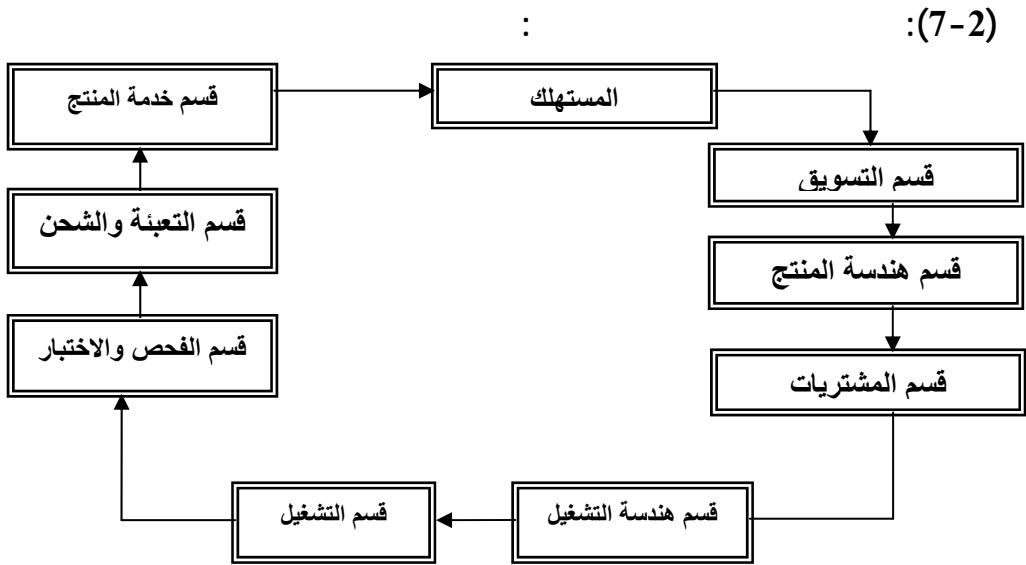 (7-2): :
المستهلك
قسم التسويق
قسم هندسة المنتج
قسم المشتريات
قسم هندسة التشغيل
قسم التشغيل
قسم الفحص والاختبار
قسم التعبئة والشحن
قسم خدمة المنتج